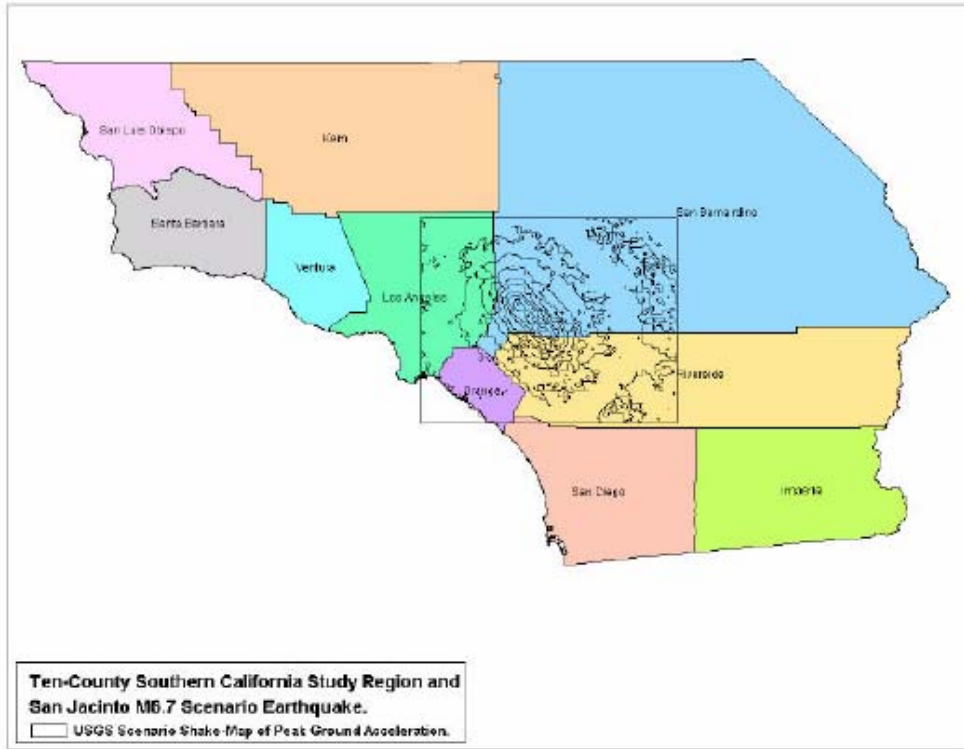 San Luis Obispo
Kern
San Bernardino
Santa Barbara
Ventura
Los Angeles
Riverside
Orange
San Diego
Imperial
Ten-County Southern California Study Region and
San Jacinto M6.7 Scenario Earthquake.
USGS Scenario Shake-Map of Peak Ground Acceleration.